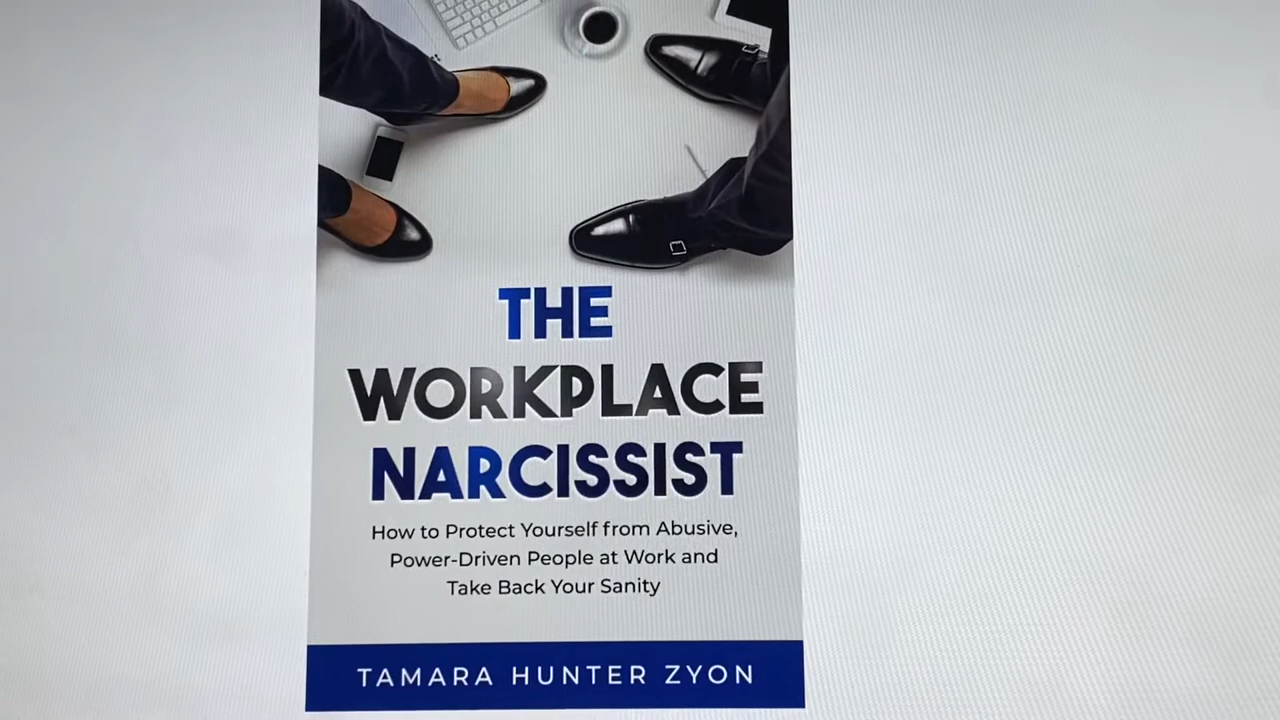 THE
WORKPLACE
NARCISSIST
How to Protect Yourself from Abusive,
Power-Driven People at Work and
Take Back Your Sanity
TAMARA HUNTER ZYON